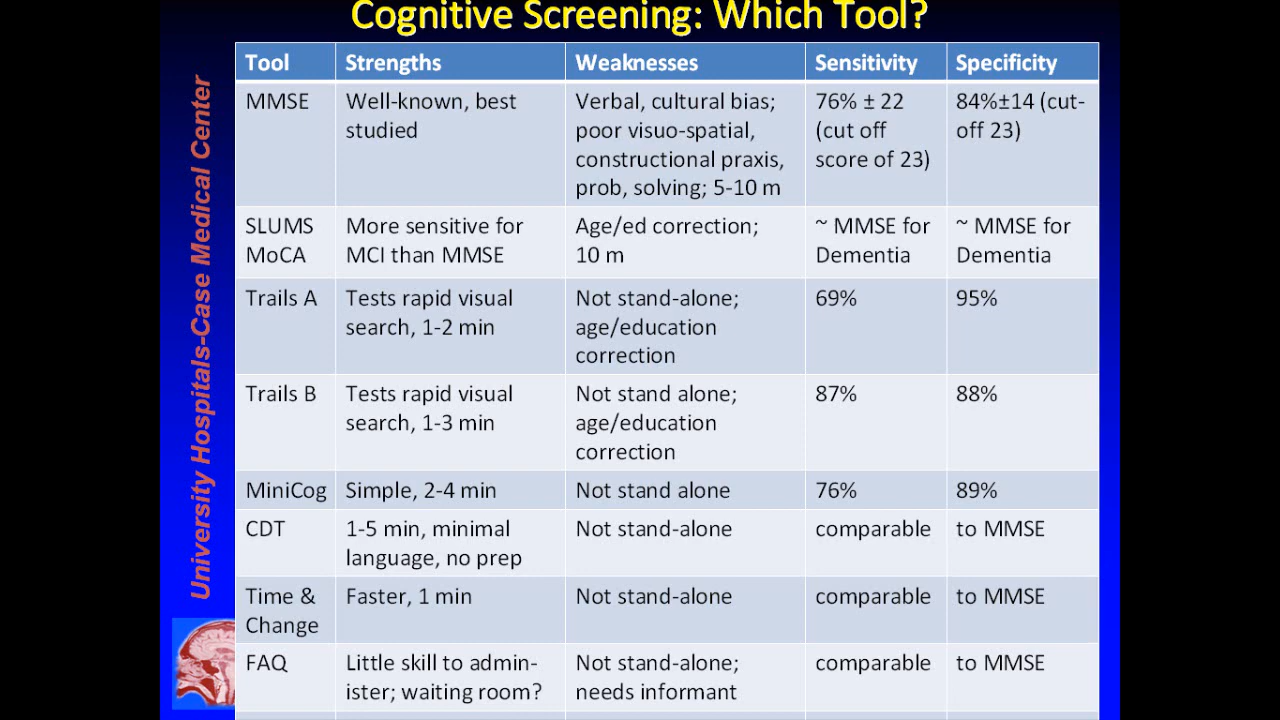 Cognitive Screening: Which Tool?
University Hospitals-Case Medical Center
Tool Strengths Weaknesses Sensitivity Specificity
MMSE Well-known, best Verbal, cultural bias; 76% ± 22 84%±14 (cut-
studied poor visuo-spatial, (cut off off 23)
constructional praxis, score of 23)
prob, solving; 5-10 m
SLUMS More sensitive for Age/ed correction; ~ MMSE for ~ MMSE for
MoCA MCI than MMSE 10 m Dementia Dementia
Trails A Tests rapid visual Not stand-alone; 69% 95%
search, 1-2 min age/education
correction
Trails B Tests rapid visual Not stand alone; 87% 88%
search, 1-3 min age/education
correction
MiniCog Simple, 2-4 min Not stand alone 76% 89%
CDT 1-5 min, minimal Not stand-alone comparable to MMSE
language, no prep
Time & Faster, 1 min Not stand-alone comparable to MMSE
Change
FAQ Little skill to admin- Not stand-alone; comparable to MMSE
ister; waiting room? needs informant